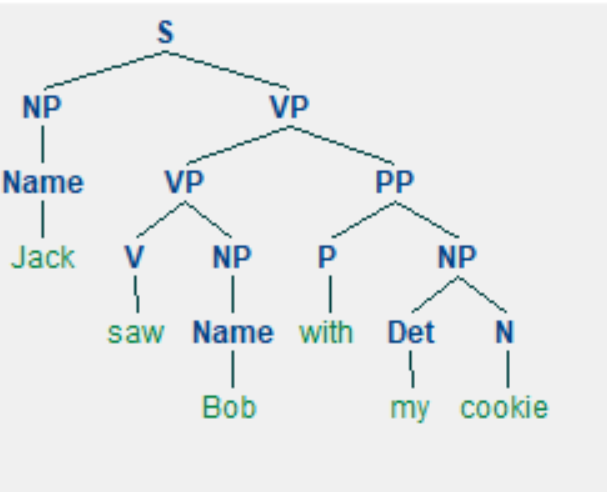 S
NP VP
Name VP PP
Jack V NP P NP
saw Name with Det N
Bob my cookie